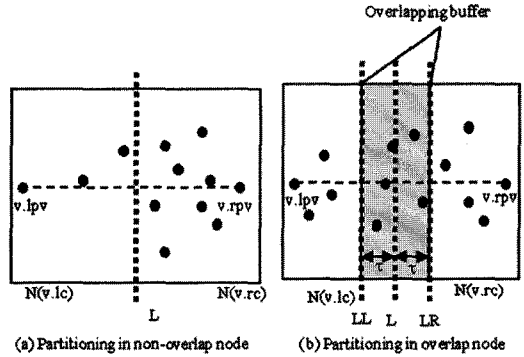 Overlapping buffer
v.lpv
v.rpv
N(v.lc)
N(v.rc)
L
(a) Partitioning in non-overlap node
v.lpv
v.rpv
τ
τ
N(v.lc)
N(v.rc)
LL
L
LR
(b) Partitioning in overlap node